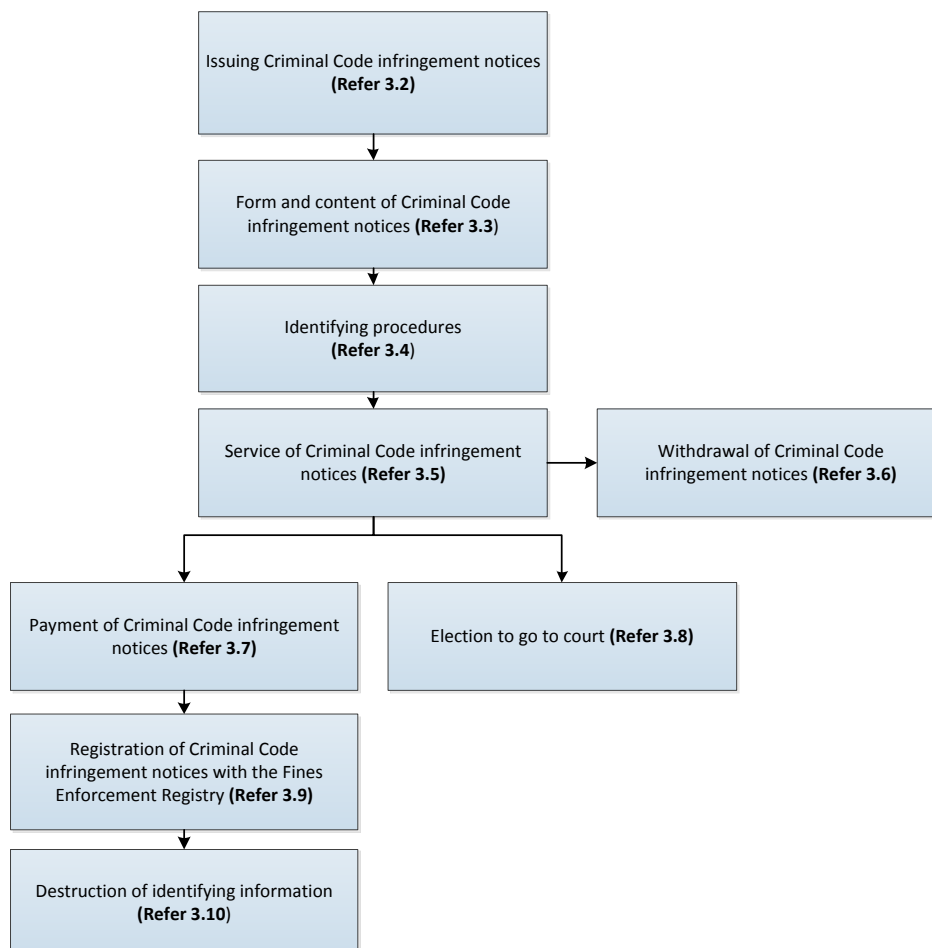 Issuing Criminal Code infringement notices
(Refer 3.2)
Form and content of Criminal Code
infringement notices (Refer 3.3)
Identifying procedures
(Refer 3.4)
Service of Criminal Code infringement
notices (Refer 3.5)
Withdrawal of Criminal Code
infringement notices (Refer 3.6)
Payment of Criminal Code infringement
notices (Refer 3.7)
Election to go to court (Refer 3.8)
Registration of Criminal Code
infringement notices with the Fines
Enforcement Registry (Refer 3.9)
Destruction of identifying information
(Refer 3.10)